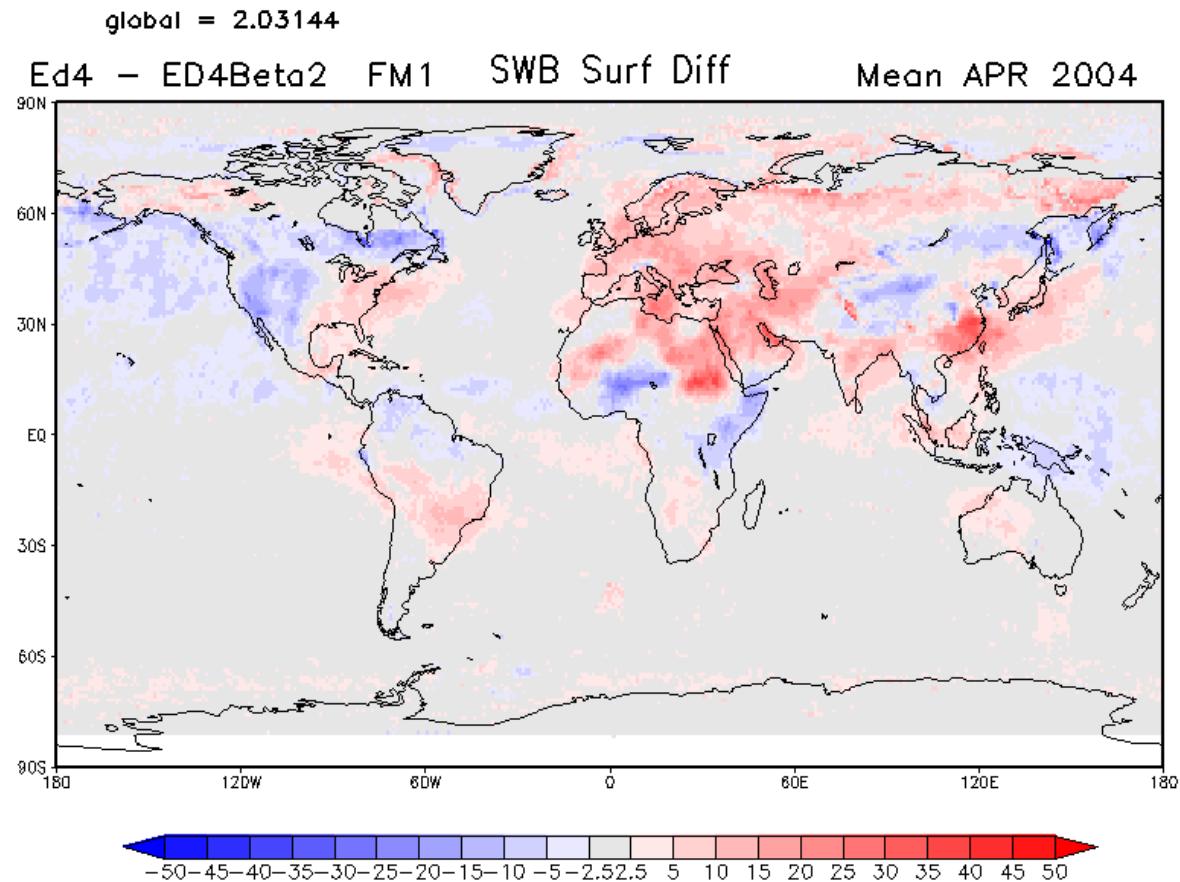 global = 2.03144
Ed4 - ED4Beta2 FM1 SWB Surf Diff Mean APR 2004
90N
60N
30N
EQ
30S
60S
90S
180 120W 60W 0 60E 120E 180
-50 -45 -40 -35 -30 -25 -20 -15 -10 -5 -2.5 2.5 5 10 15 20 25 30 35 40 45 50